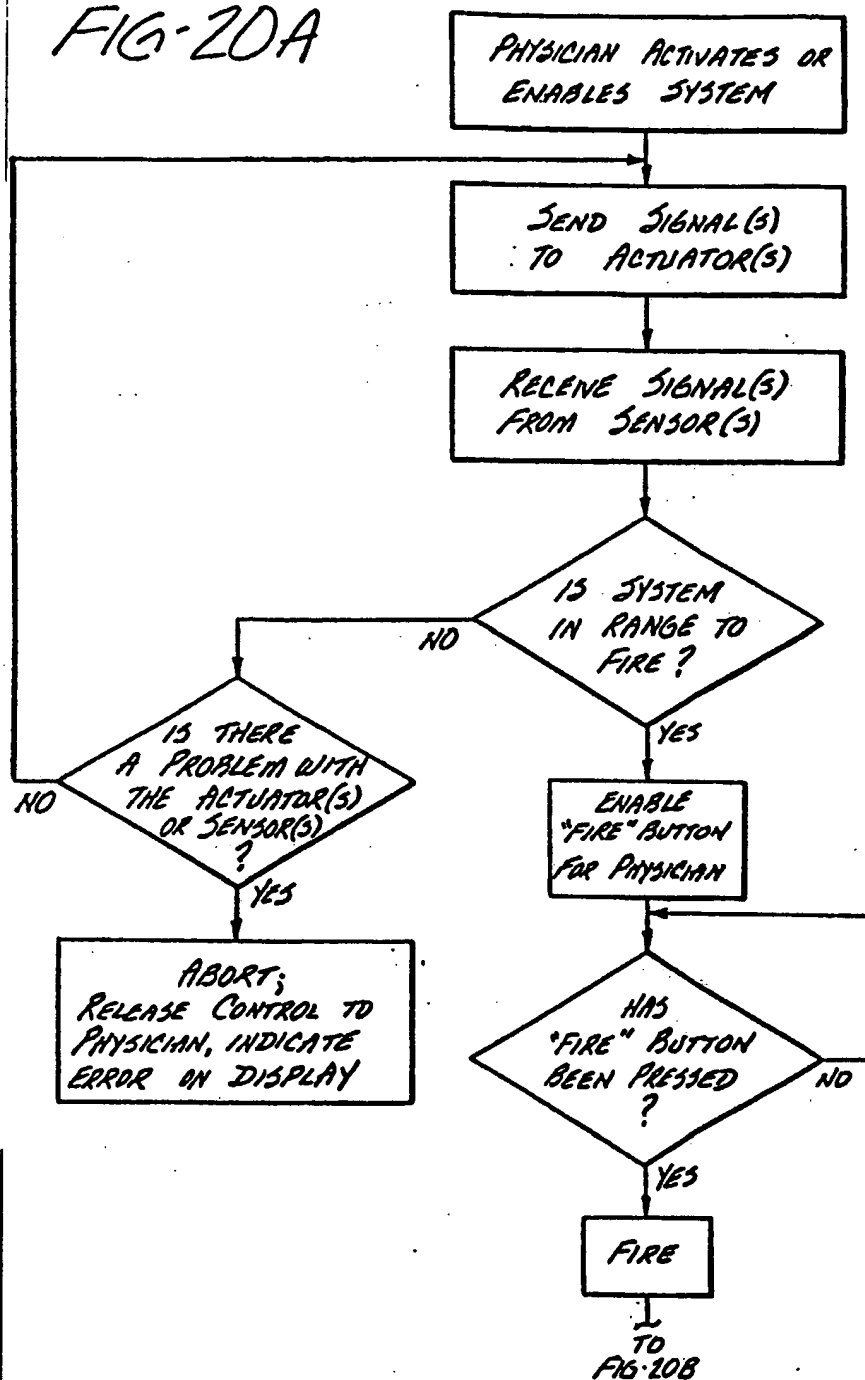 FIG-20A
PHYSICIAN ACTIVATES OR
ENABLES SYSTEM
SEND SIGNAL(S)
TO ACTUATOR(S)
RECEIVE SIGNAL(S)
FROM SENSOR(S)
IS SYSTEM
IN RANGE TO
FIRE?
NO
YES
IS THERE
A PROBLEM WITH
THE ACTUATOR(S)
OR SENSOR(S)
?
NO
YES
ABORT;
RELEASE CONTROL TO
PHYSICIAN, INDICATE
ERROR ON DISPLAY
ENABLE
"FIRE" BUTTON
FOR PHYSICIAN
HAS
"FIRE" BUTTON
BEEN PRESSED
?
NO
YES
FIRE
TO
FIG-20B